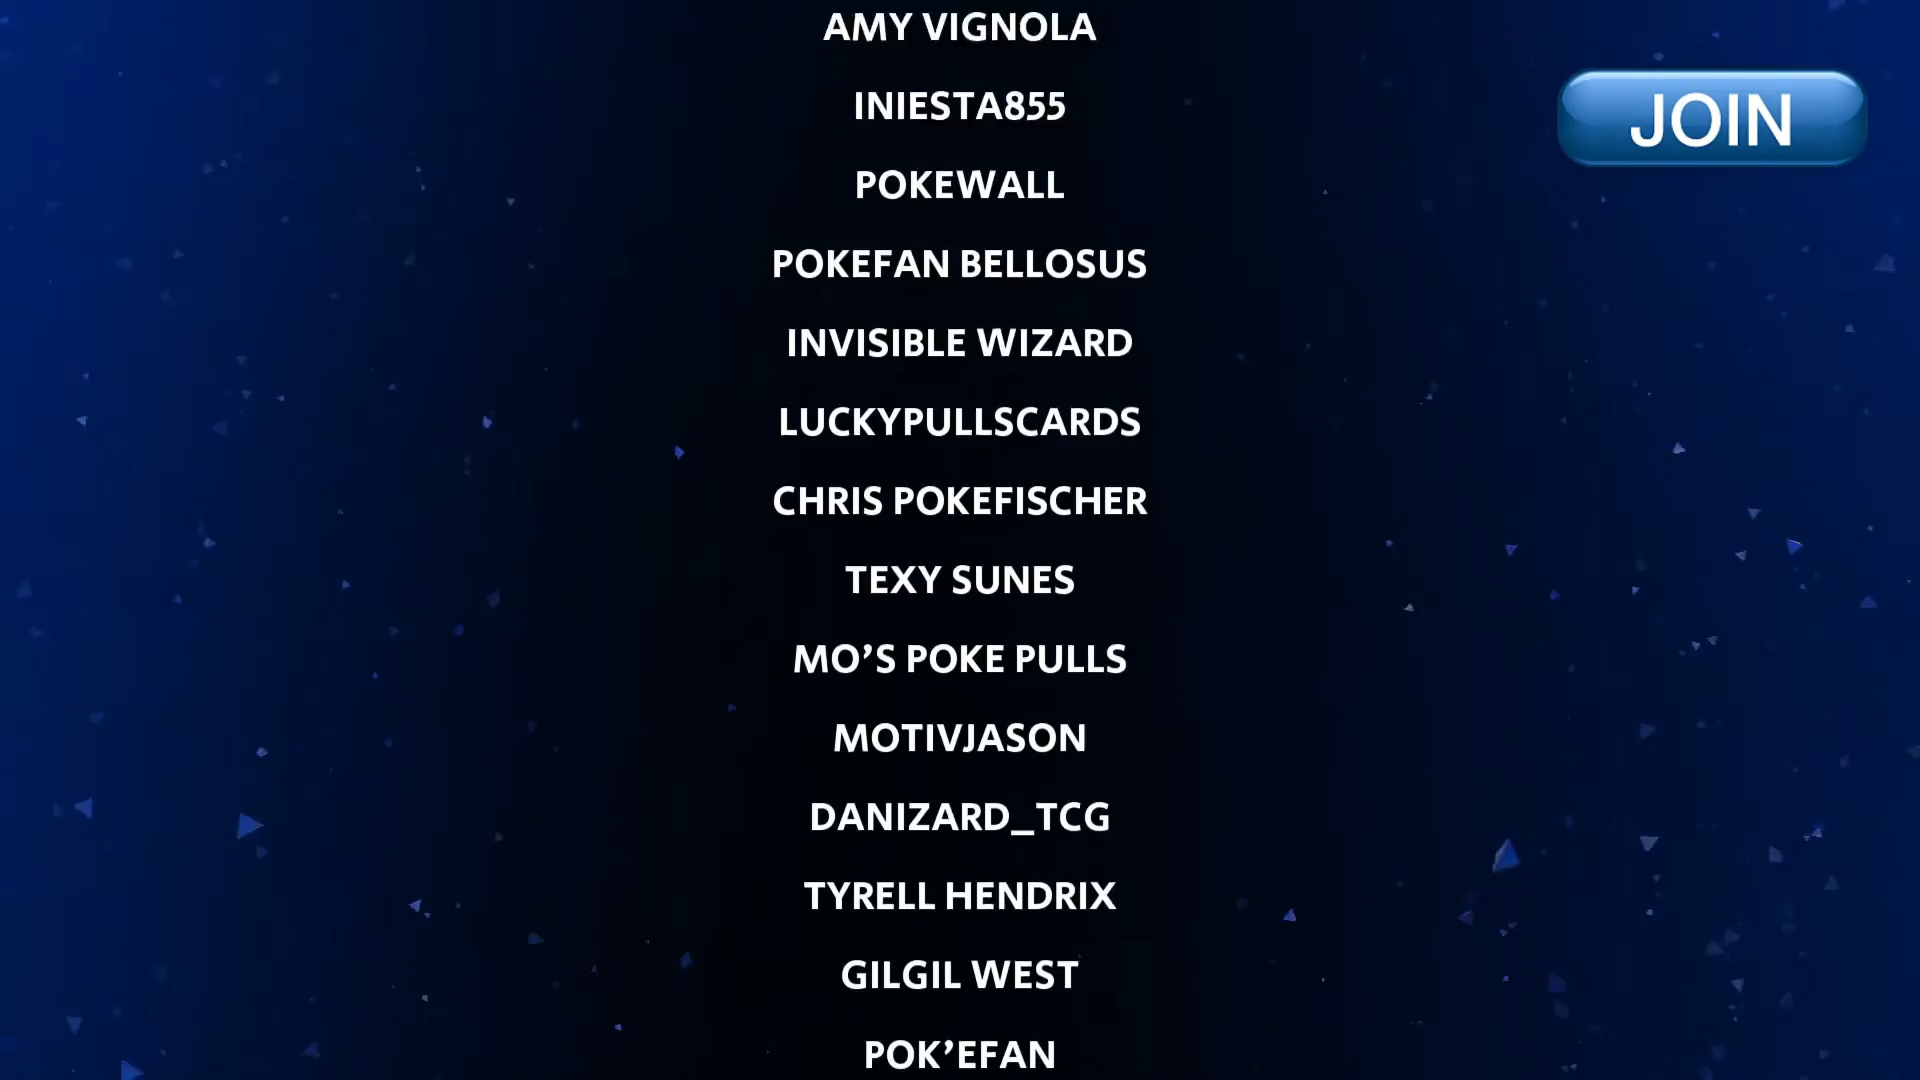 AMY VIGNOLA
JOIN
INIESTA855
POKEWALL
POKEFAN BELLOSUS
INVISIBLE WIZARD
LUCKYPULLSCARDS
CHRIS POKEFISCHER
TEXY SUNES
MO’S POKE PULLS
MOTIVJASON
DANIZARD_TCG
TYRELL HENDRIX
GILGIL WEST
POK’EFAN